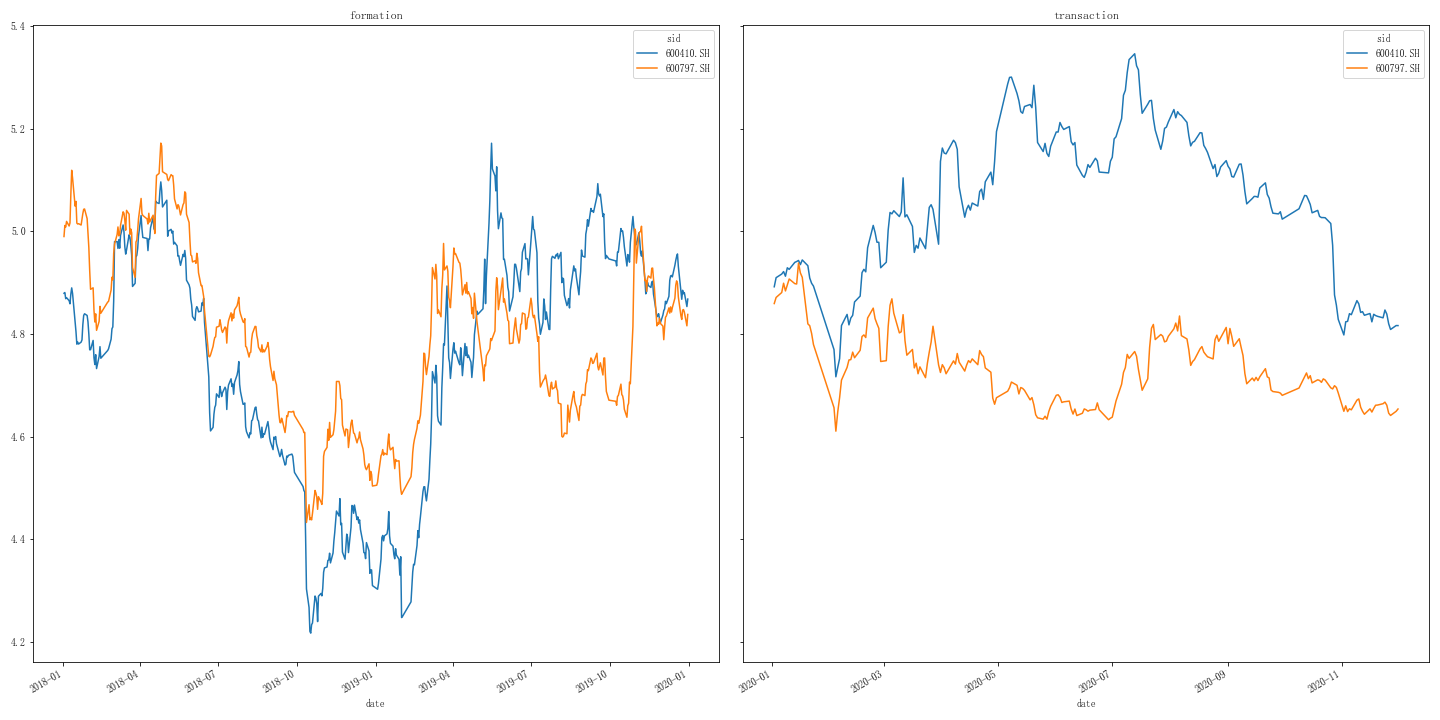 formation
5.4
5.2
5.0
4.8
4.6
4.4
4.2
sid
600410.SH
600797.SH
2018-01
2018-04
2018-07
2018-10
2019-01
2019-04
2019-07
2019-10
2020-01
date
transaction
sid
600410.SH
600797.SH
2020-01
2020-03
2020-05
2020-07
2020-09
2020-11
date